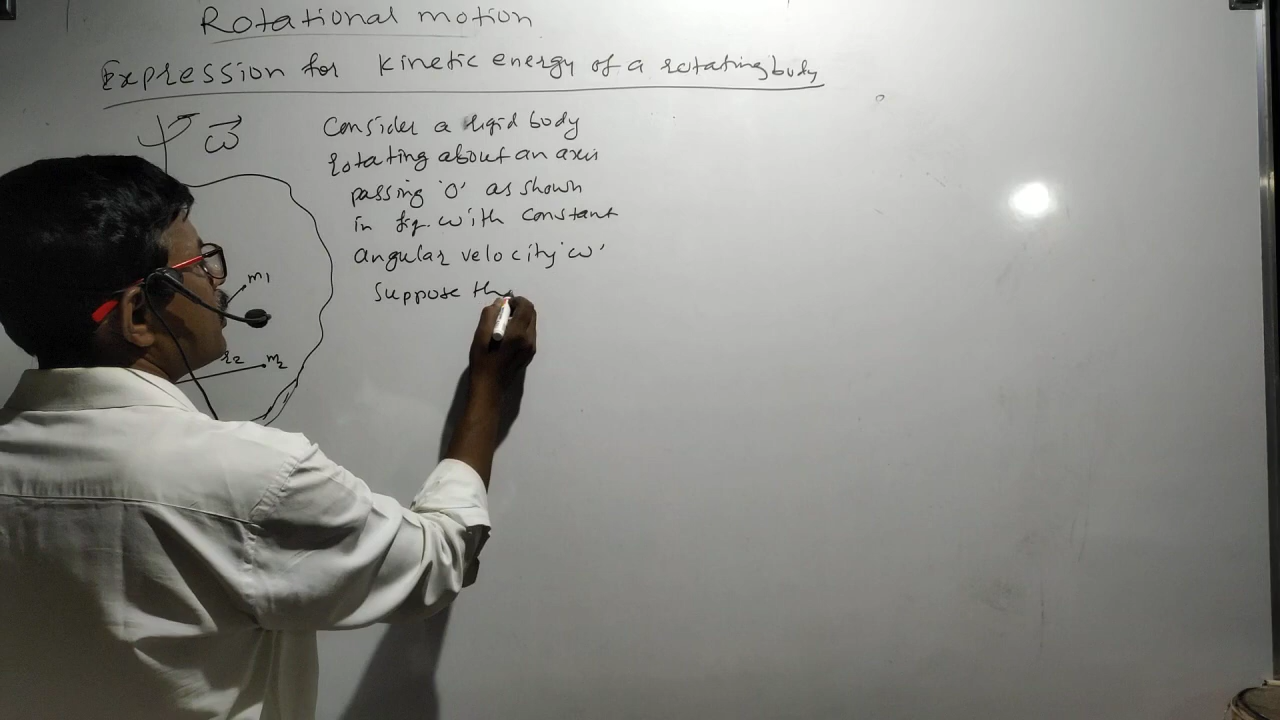 Rotational motion
Expression for kinetic energy of a rotating body
ω
Consider a rigid body
rotating about an axis
passing 'O' as shown
in fig. with constant
angular velocity 'ω'
Suppose th
m1
r2 m2